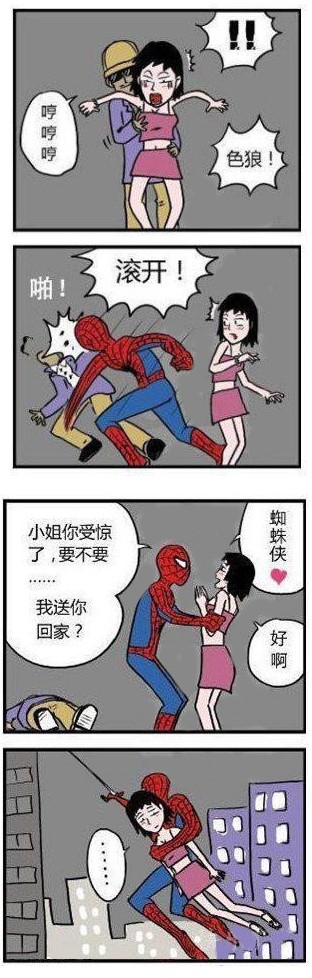 !!
哼
哼
哼
色狼！
滚开！
啪！
小姐你受惊
了，要不要
……
我送你
回家？
蜘
蛛
侠
♥
好
啊
……